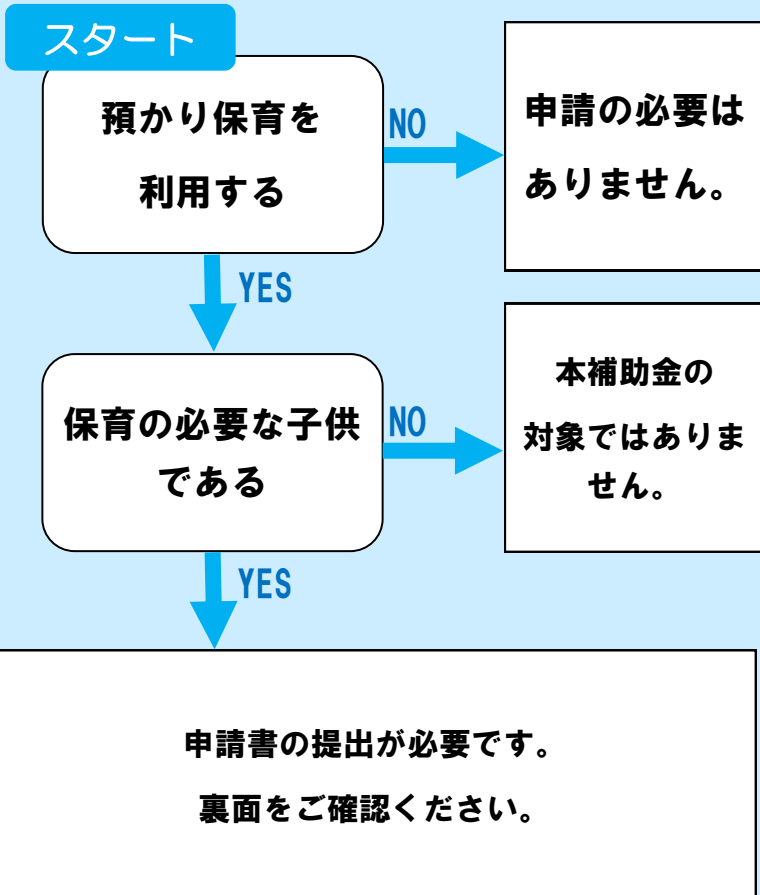 スタート
預かり保育を
利用する
NO
申請の必要は
ありません。
YES
保育の必要な子供
である
NO
本補助金の
対象ではありま
せん。
YES
申請書の提出が必要です。
裏面をご確認ください。